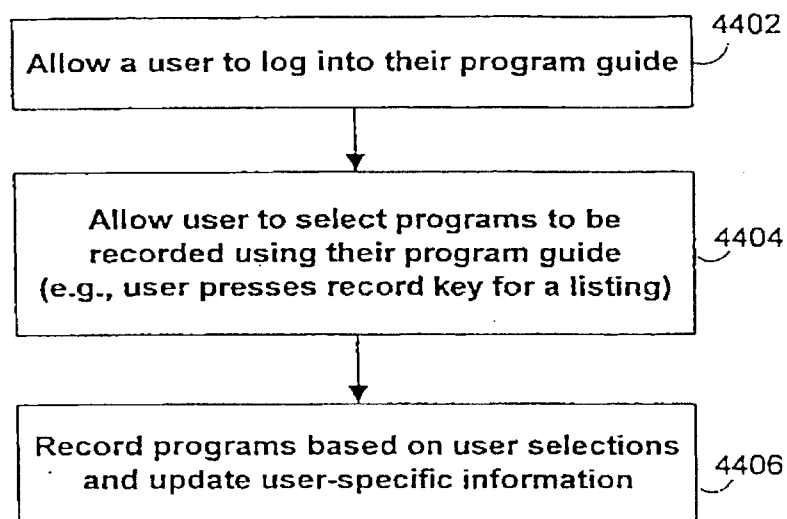 4402
Allow a user to log into their program guide
Allow user to select programs to be
recorded using their program guide
(e.g., user presses record key for a listing)
4404
Record programs based on user selections
and update user-specific information
4406